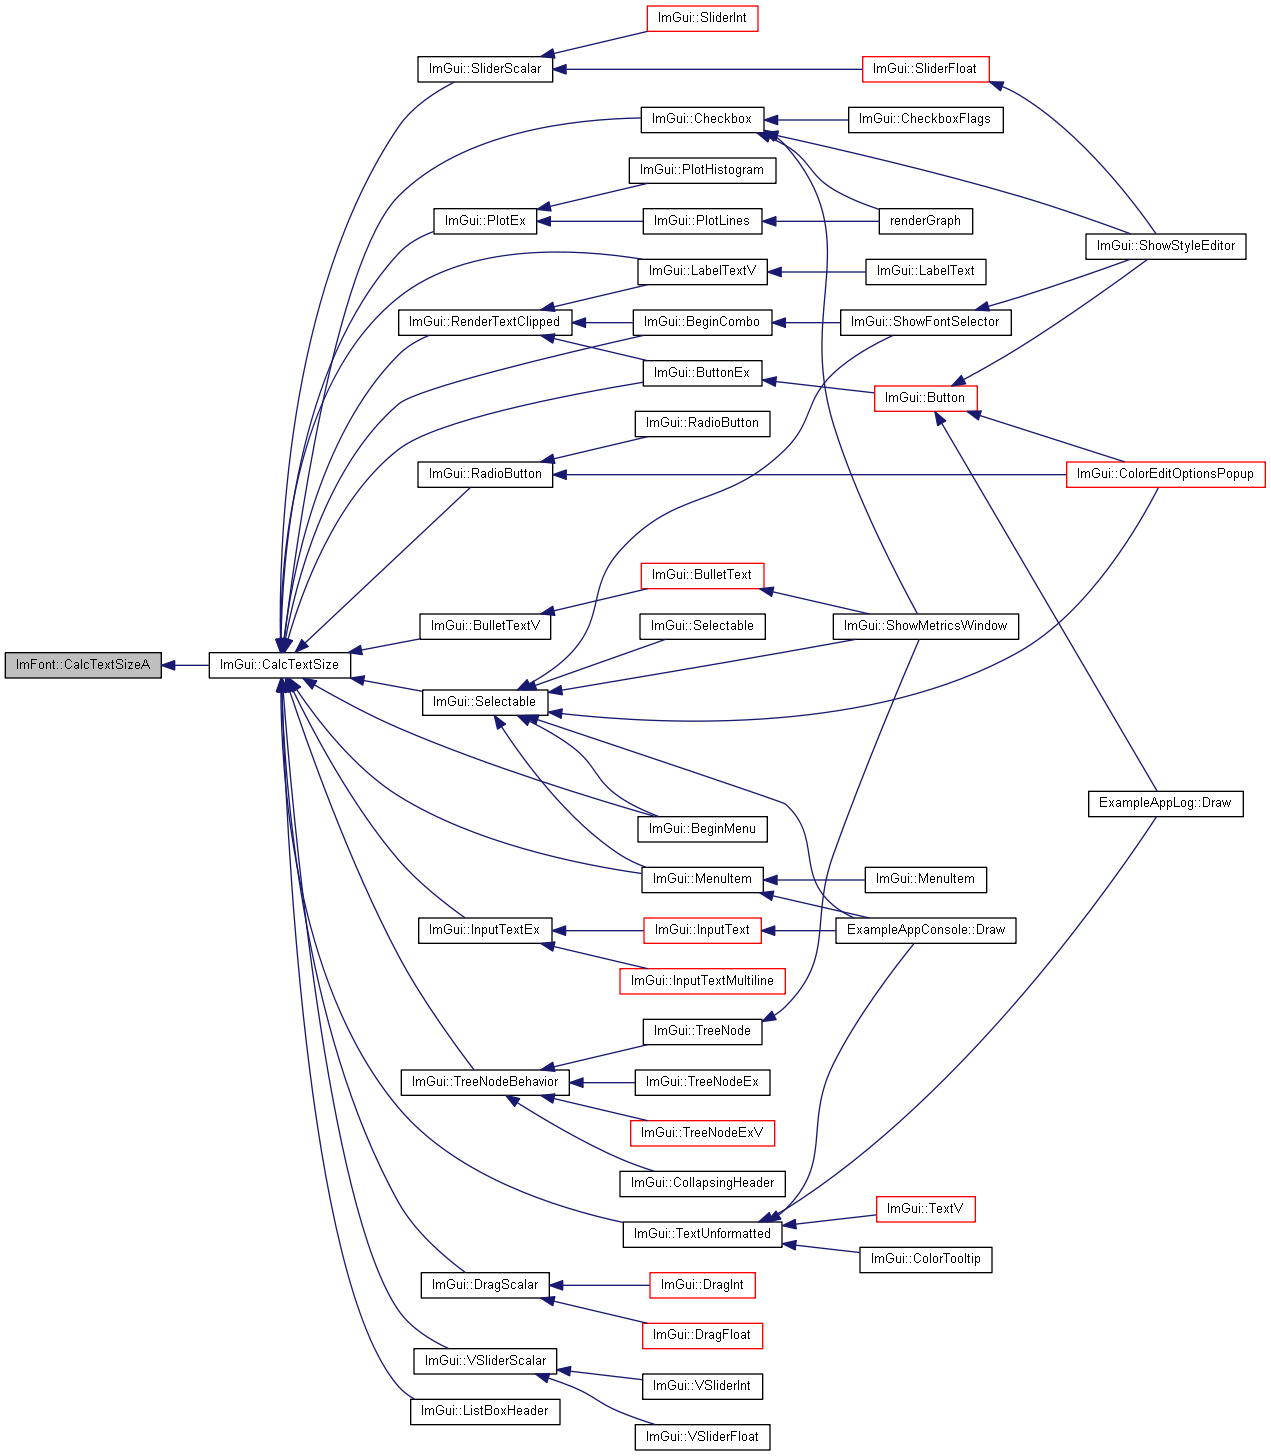 ImGui::SliderInt
ImGui::SliderScalar
ImGui::SliderFloat
ImGui::Checkbox
ImGui::CheckboxFlags
ImGui::PlotHistogram
ImGui::PlotEx
ImGui::PlotLines
renderGraph
ImGui::ShowStyleEditor
ImGui::LabelTextV
ImGui::LabelText
ImGui::RenderTextClipped
ImGui::BeginCombo
ImGui::ShowFontSelector
ImGui::ButtonEx
ImGui::Button
ImGui::RadioButton
ImGui::RadioButton
ImGui::ColorEditOptionsPopup
ImGui::BulletText
ImGui::BulletTextV
ImGui::Selectable
ImGui::ShowMetricsWindow
ImFont::CalcTextSizeA
ImGui::CalcTextSize
ImGui::Selectable
ExampleAppLog::Draw
ImGui::BeginMenu
ImGui::MenuItem
ImGui::MenuItem
ImGui::InputTextEx
ImGui::InputText
ExampleAppConsole::Draw
ImGui::InputTextMultiline
ImGui::TreeNode
ImGui::TreeNodeBehavior
ImGui::TreeNodeEx
ImGui::TreeNodeExV
ImGui::CollapsingHeader
ImGui::TextV
ImGui::TextUnformatted
ImGui::ColorTooltip
ImGui::DragScalar
ImGui::DragInt
ImGui::DragFloat
ImGui::VSliderScalar
ImGui::VSliderInt
ImGui::ListBoxHeader
ImGui::VSliderFloat